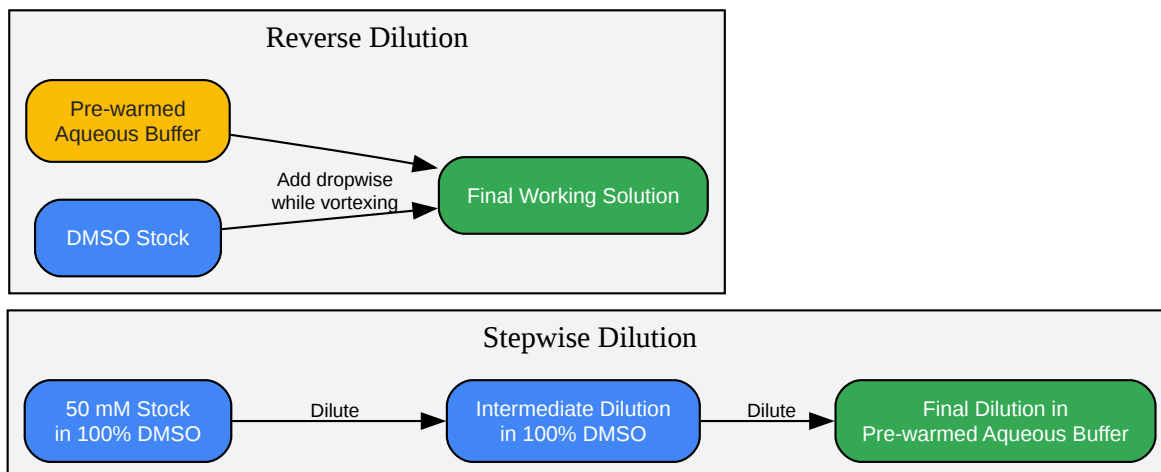 Reverse Dilution
Pre-warmed
Aqueous Buffer
Add dropwise
while vortexing
Final Working Solution
DMSO Stock
Stepwise Dilution
50 mM Stock
in 100% DMSO
Dilute
Intermediate Dilution
in 100% DMSO
Dilute
Final Dilution in
Pre-warmed Aqueous Buffer